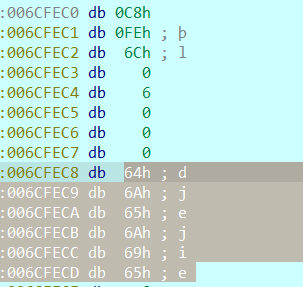 :006CFEC0 db 0C8h
:006CFEC1 db 0FEh ; þ
:006CFEC2 db 6Ch ; l
:006CFEC3 db 0
:006CFEC4 db 6
:006CFEC5 db 0
:006CFEC6 db 0
:006CFEC7 db 0
:006CFEC8 db 64h ; d
:006CFEC9 db 6Ah ; j
:006CFECA db 65h ; e
:006CFECB db 6Ah ; j
:006CFECC db 69h ; i
:006CFECD db 65h ; e